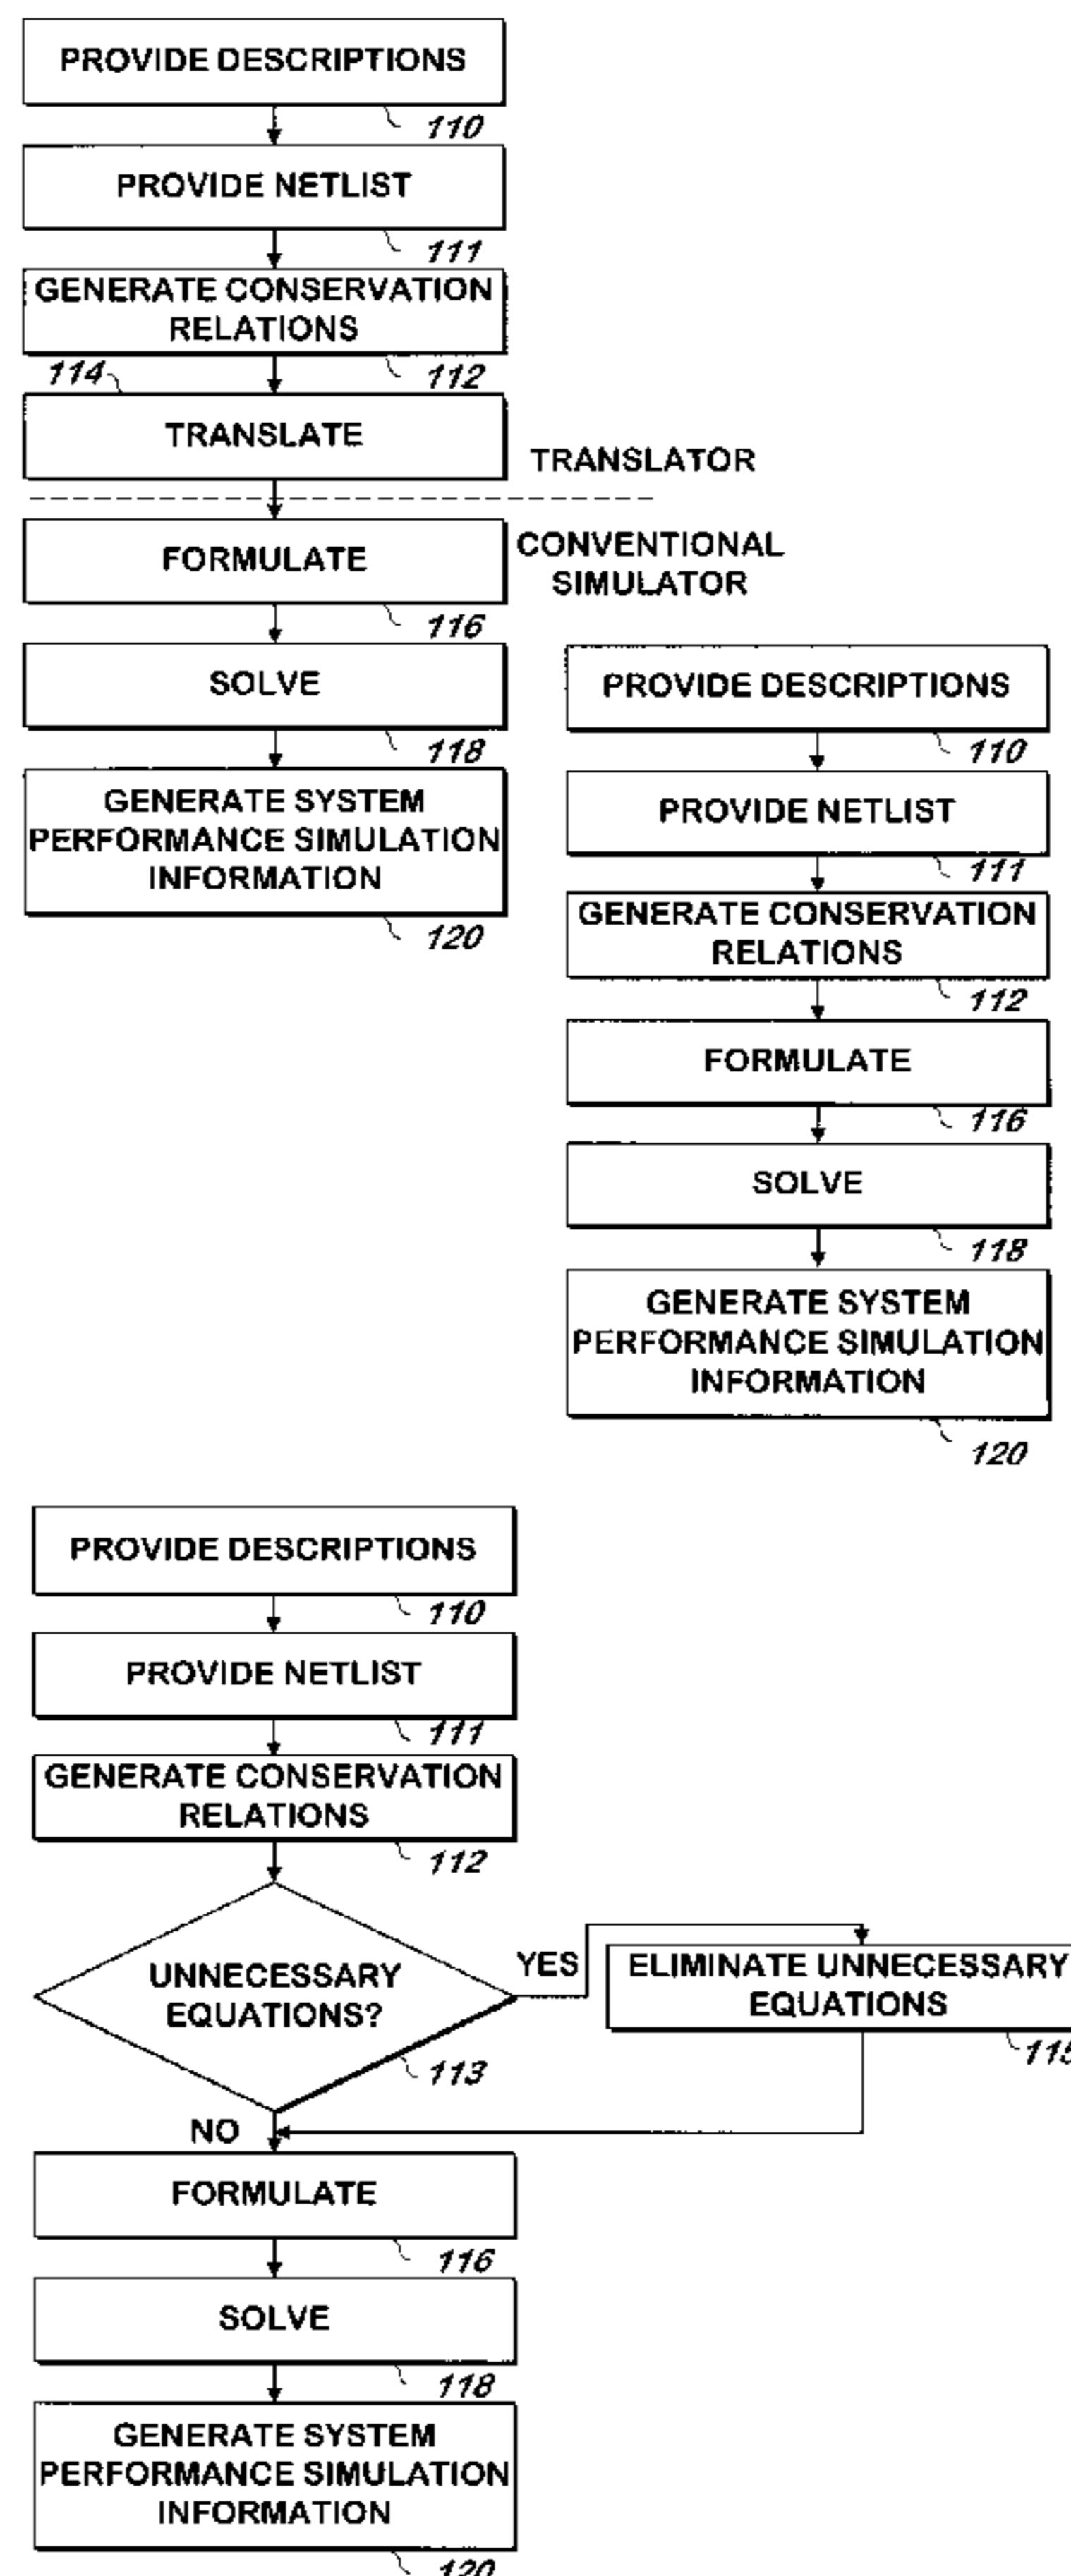 PROVIDE DESCRIPTIONS
110
PROVIDE NETLIST
111
GENERATE CONSERVATION
RELATIONS
112
114
TRANSLATE
TRANSLATOR
FORMULATE
CONVENTIONAL
SIMULATOR
116
SOLVE
118
GENERATE SYSTEM
PERFORMANCE SIMULATION
INFORMATION
120
PROVIDE DESCRIPTIONS
110
PROVIDE NETLIST
111
GENERATE CONSERVATION
RELATIONS
112
FORMULATE
116
SOLVE
118
GENERATE SYSTEM
PERFORMANCE SIMULATION
INFORMATION
120
PROVIDE DESCRIPTIONS
110
PROVIDE NETLIST
111
GENERATE CONSERVATION
RELATIONS
112
UNNECESSARY
EQUATIONS?
113
YES
ELIMINATE UNNECESSARY
EQUATIONS
115
NO
FORMULATE
116
SOLVE
118
GENERATE SYSTEM
PERFORMANCE SIMULATION
INFORMATION
120